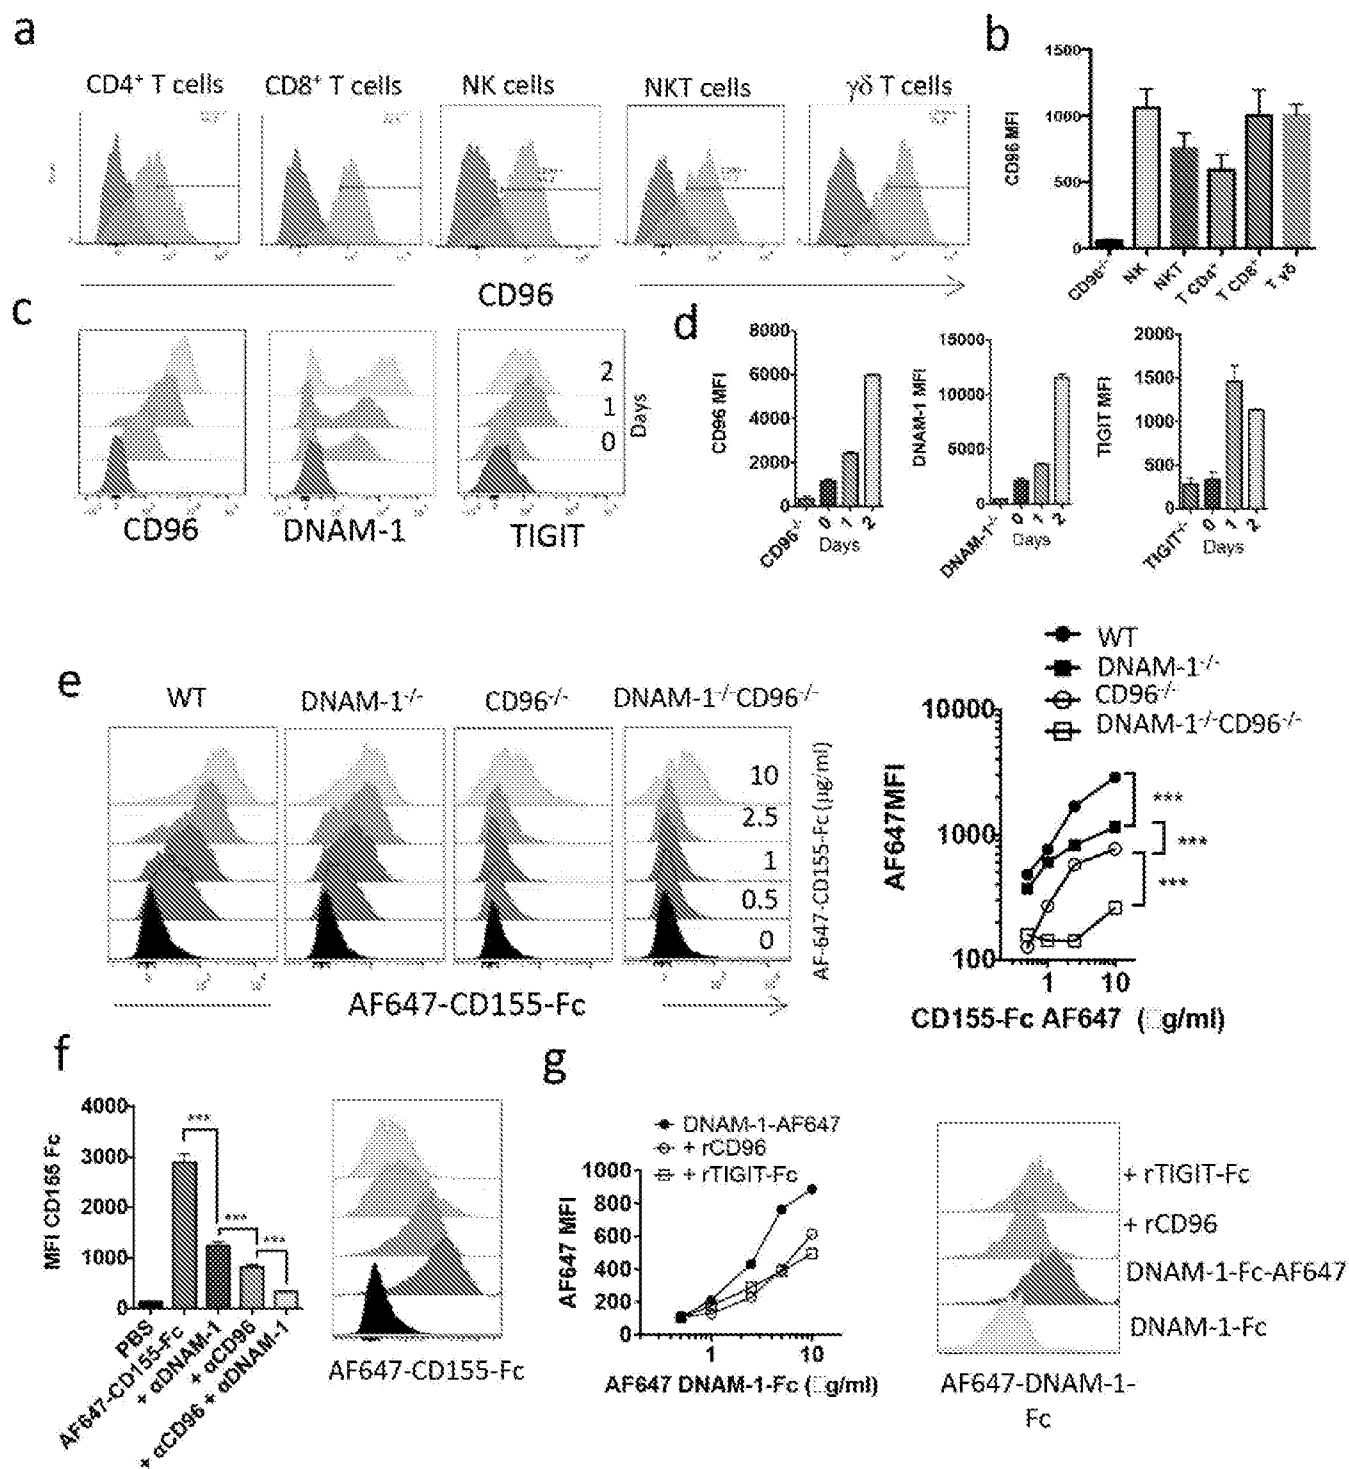 a
CD4+ T cells
CD8+ T cells
NK cells
NKT cells
γδ T cells
CD96
b
CD96 MFI
1500
1000
500
0
CD96-/-
NK
NKT
T CD4+
T CD8+
T γδ
c
2
1
0
Days
CD96
DNAM-1
TIGIT
d
CD96 MFI
8000
6000
4000
2000
0
CD96-/-
0
1
2
Days
DNAM-1 MFI
15000
10000
5000
0
DNAM-1-/-
0
1
2
Days
TIGIT MFI
2000
1500
1000
500
0
TIGIT-/-
0
1
2
Days
e
WT
DNAM-1-/-
CD96-/-
DNAM-1-/-CD96-/-
10
2.5
1
0.5
0
AF-647-CD155-Fc (μg/ml)
AF647-CD155-Fc
WT
DNAM-1-/-
CD96-/-
DNAM-1-/-CD96-/-
AF647MFI
10000
1000
100
***
***
***
1
10
CD155-Fc AF647 (□g/ml)
f
MFI CD155 Fc
4000
3000
2000
1000
0
***
***
***
PBS
AF647-CD155-Fc
+ αDNAM-1
+ αCD96
+ αCD96 + αDNAM-1
AF647-CD155-Fc
g
DNAM-1-AF647
+ rCD96
+ rTIGIT-Fc
AF647 MFI
1000
800
600
400
200
0
1
10
AF647 DNAM-1-Fc (□g/ml)
+ rTIGIT-Fc
+ rCD96
DNAM-1-Fc-AF647
DNAM-1-Fc
AF647-DNAM-1-
Fc